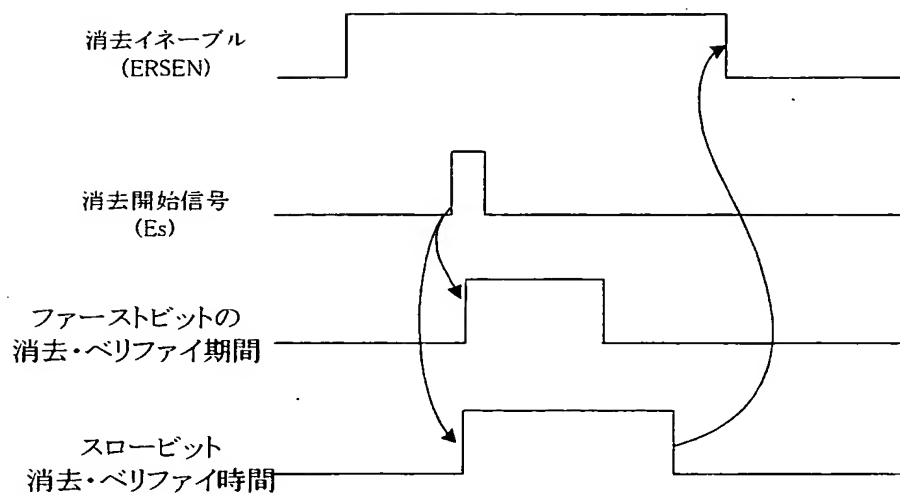 消去イネーブル
(ERSEN)
消去開始信号
(Es)
ファーストビットの
消去・ベリファイ期間
スロービット
消去・ベリファイ時間